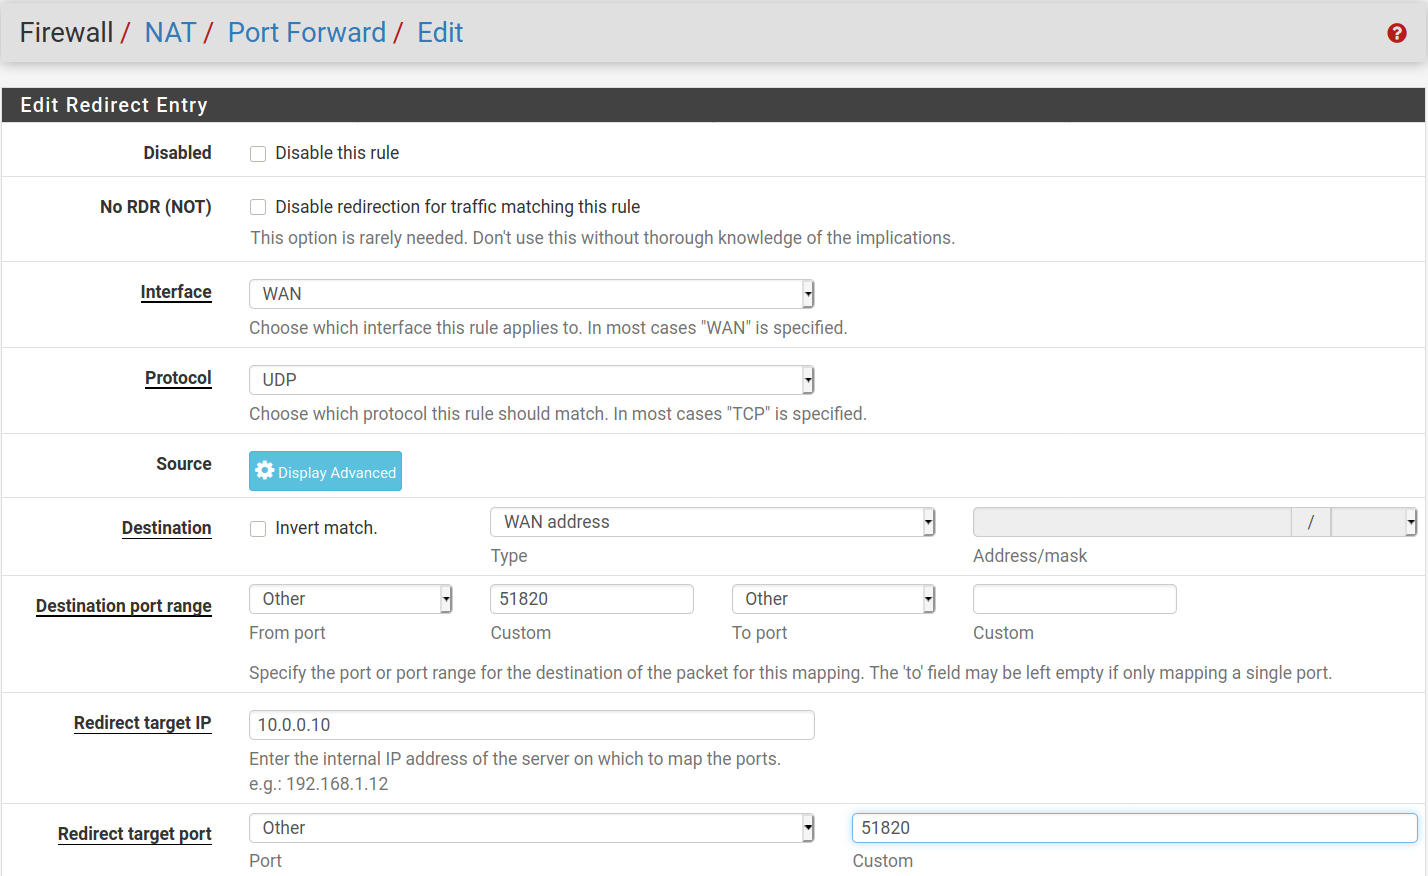 Firewall / NAT / Port Forward / Edit
Edit Redirect Entry
Disabled Disable this rule
No RDR (NOT) Disable redirection for traffic matching this rule
This option is rarely needed. Don't use this without thorough knowledge of the implications.
Interface WAN
Choose which interface this rule applies to. In most cases "WAN" is specified.
Protocol UDP
Choose which protocol this rule should match. In most cases "TCP" is specified.
Source Display Advanced
Destination Invert match. WAN address /
Type Address/mask
Destination port range Other 51820 Other
From port Custom To port Custom
Specify the port or port range for the destination of the packet for this mapping. The 'to' field may be left empty if only mapping a single port.
Redirect target IP 10.0.0.10
Enter the internal IP address of the server on which to map the ports.
e.g.: 192.168.1.12
Redirect target port Other 51820
Port Custom